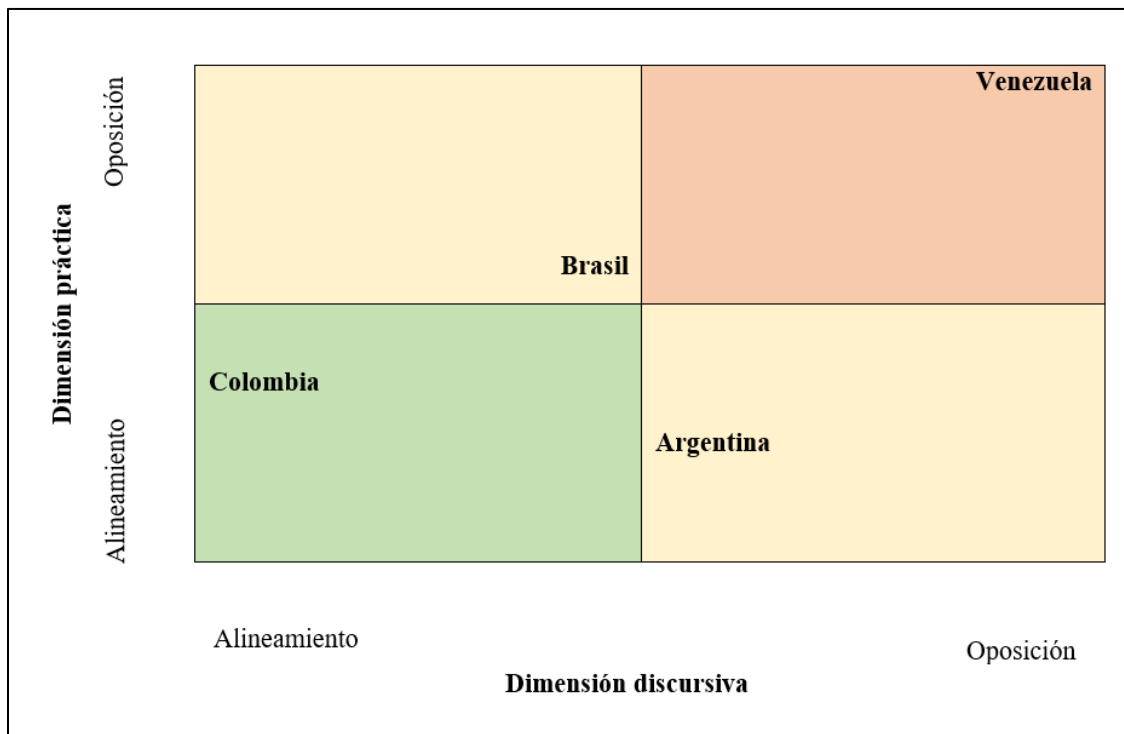 Oposición
Venezuela
Dimensión práctica
Brasil
Colombia
Argentina
Alineamiento
Alineamiento
Oposición
Dimensión discursiva